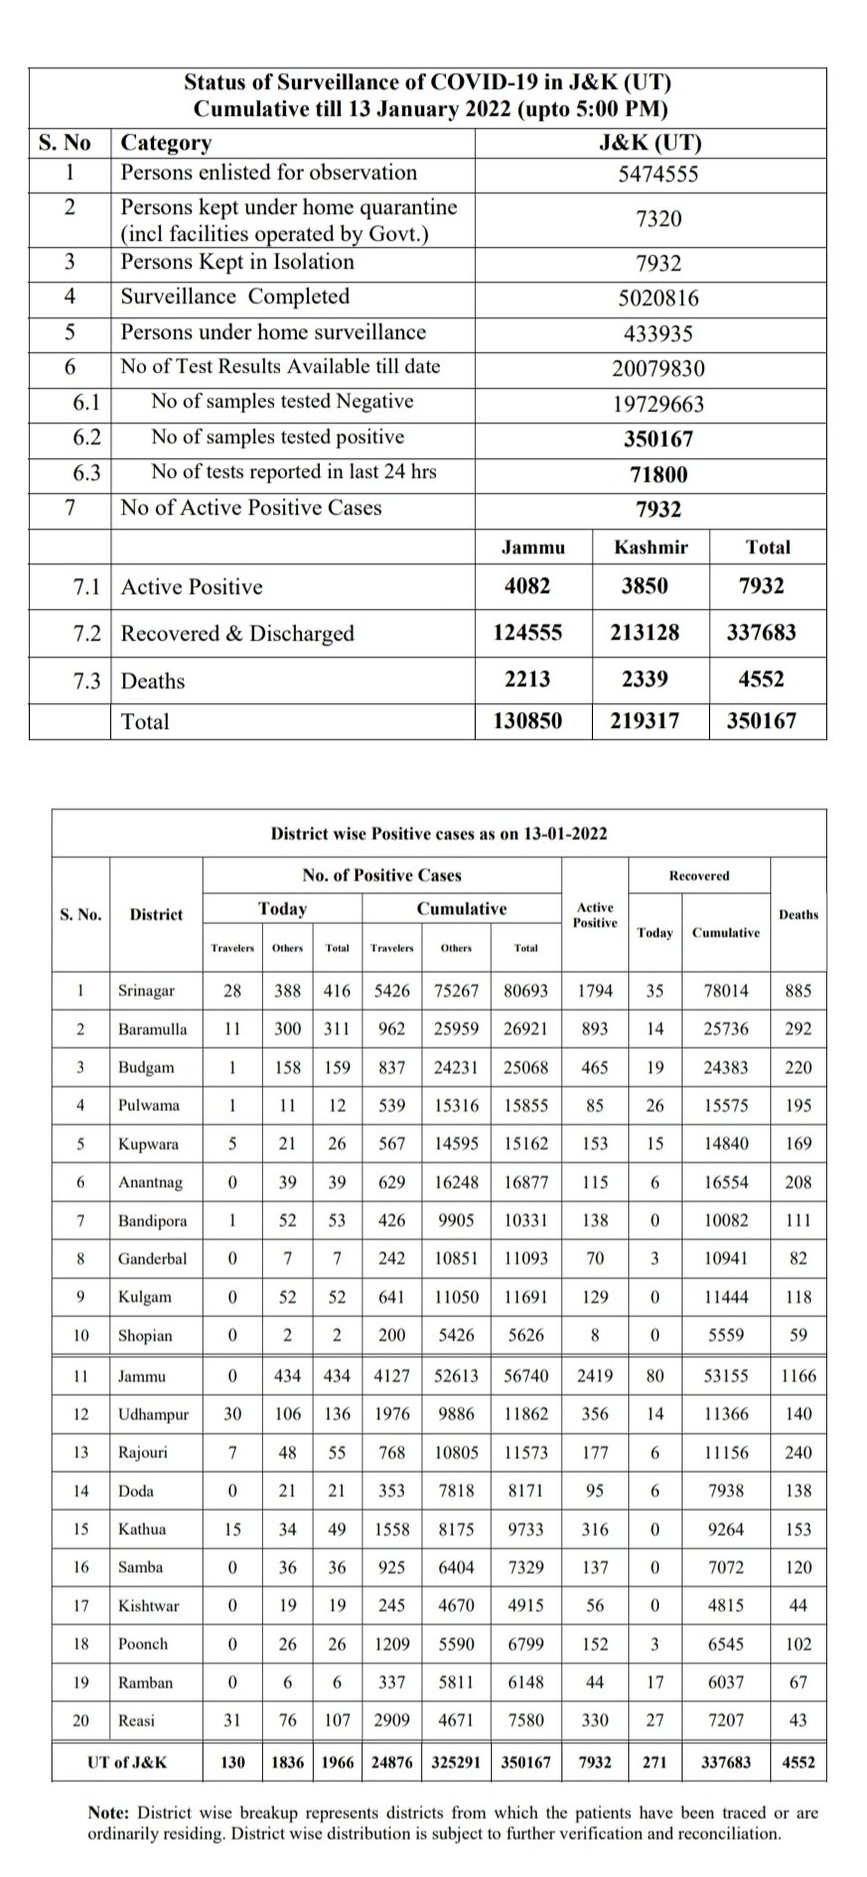 Status of Surveillance of COVID-19 in J&K (UT)
Cumulative till 13 January 2022 (upto 5:00 PM)
S. No Category J&K (UT)
1 Persons enlisted for observation 5474555
2 Persons kept under home quarantine
(incl facilities operated by Govt.) 7320
3 Persons Kept in Isolation 7932
4 Surveillance Completed 5020816
5 Persons under home surveillance 433935
6 No of Test Results Available till date 20079830
6.1 No of samples tested Negative 19729663
6.2 No of samples tested positive 350167
6.3 No of tests reported in last 24 hrs 71800
7 No of Active Positive Cases 7932
Jammu Kashmir Total
7.1 Active Positive 4082 3850 7932
7.2 Recovered & Discharged 124555 213128 337683
7.3 Deaths 2213 2339 4552
Total 130850 219317 350167
District wise Positive cases as on 13-01-2022
No. of Positive Cases Recovered
S. No. District Today Cumulative Active
Positive Deaths
Today Cumulative
Travelers Others Total Travelers Others Total
1 Srinagar 28 388 416 5426 75267 80693 1794 35 78014 885
2 Baramulla 11 300 311 962 25959 26921 893 14 25736 292
3 Budgam 1 158 159 837 24231 25068 465 19 24383 220
4 Pulwama 1 11 12 539 15316 15855 85 26 15575 195
5 Kupwara 5 21 26 567 14595 15162 153 15 14840 169
6 Anantnag 0 39 39 629 16248 16877 115 6 16554 208
7 Bandipora 1 52 53 426 9905 10331 138 0 10082 111
8 Ganderbal 0 7 7 242 10851 11093 70 3 10941 82
9 Kulgam 0 52 52 641 11050 11691 129 0 11444 118
10 Shopian 0 2 2 200 5426 5626 8 0 5559 59
11 Jammu 0 434 434 4127 52613 56740 2419 80 53155 1166
12 Udhampur 30 106 136 1976 9886 11862 356 14 11366 140
13 Rajouri 7 48 55 768 10805 11573 177 6 11156 240
14 Doda 0 21 21 353 7818 8171 95 6 7938 138
15 Kathua 15 34 49 1558 8175 9733 316 0 9264 153
16 Samba 0 36 36 925 6404 7329 137 0 7072 120
17 Kishtwar 0 19 19 245 4670 4915 56 0 4815 44
18 Poonch 0 26 26 1209 5590 6799 152 3 6545 102
19 Ramban 0 6 6 337 5811 6148 44 17 6037 67
20 Reasi 31 76 107 2909 4671 7580 330 27 7207 43
UT of J&K 130 1836 1966 24876 325291 350167 7932 271 337683 4552
Note: District wise breakup represents districts from which the patients have been traced or are
ordinarily residing. District wise distribution is subject to further verification and reconciliation.